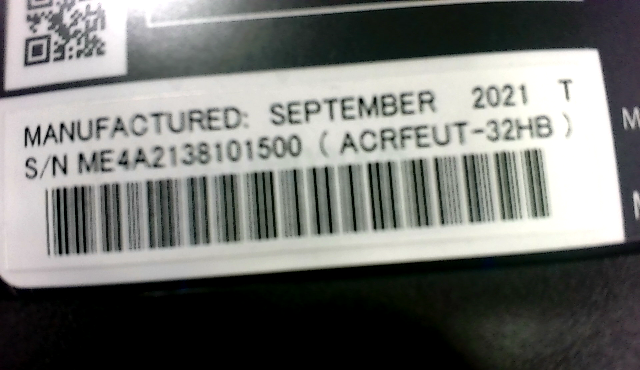 MANUFACTURED: SEPTEMBER 2021 T
S/N ME4A2138101500 ( ACRFEUT-32HB )